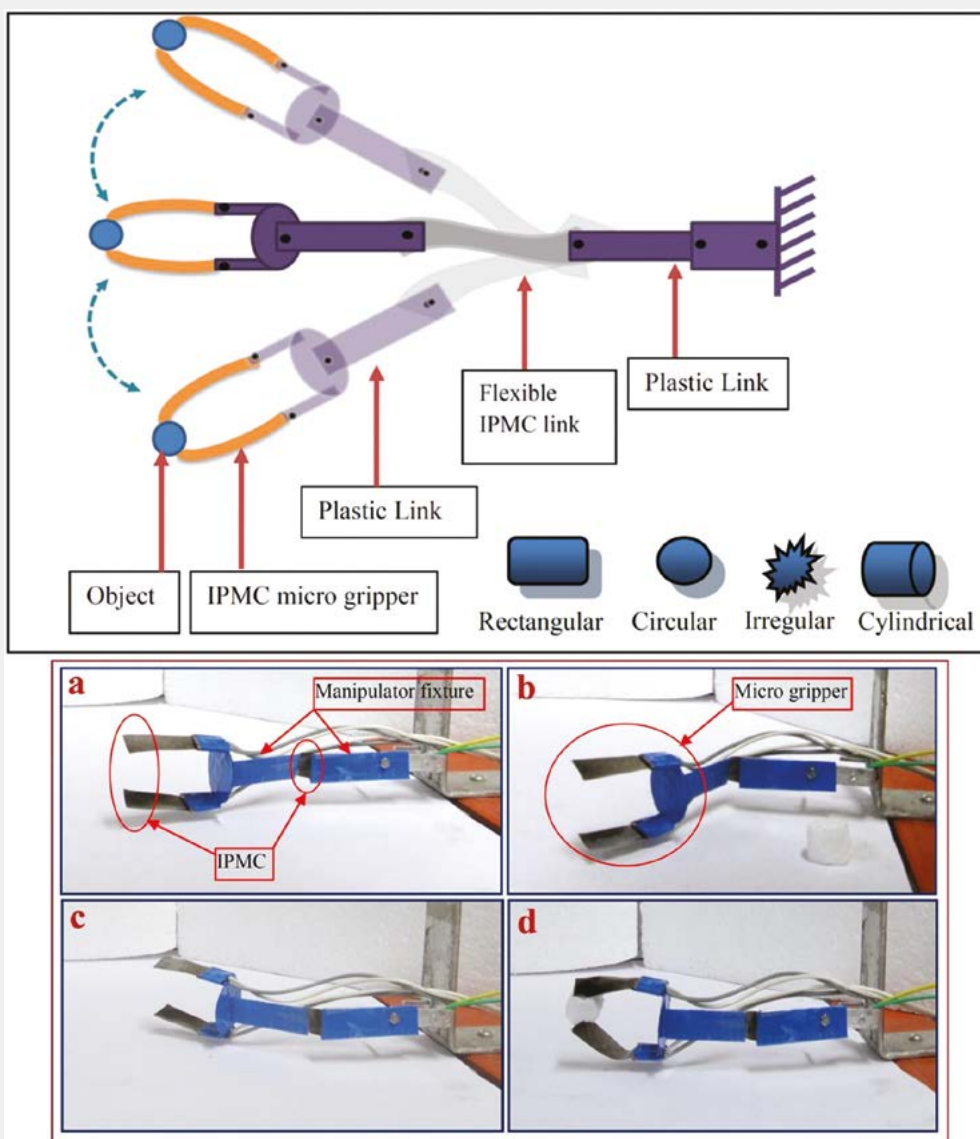 Flexible
IPMC link
Plastic Link
Plastic Link
Object
IPMC micro gripper
Rectangular
Circular
Irregular
Cylindrical
a
Manipulator fixture
IPMC
b
Micro gripper
c
d